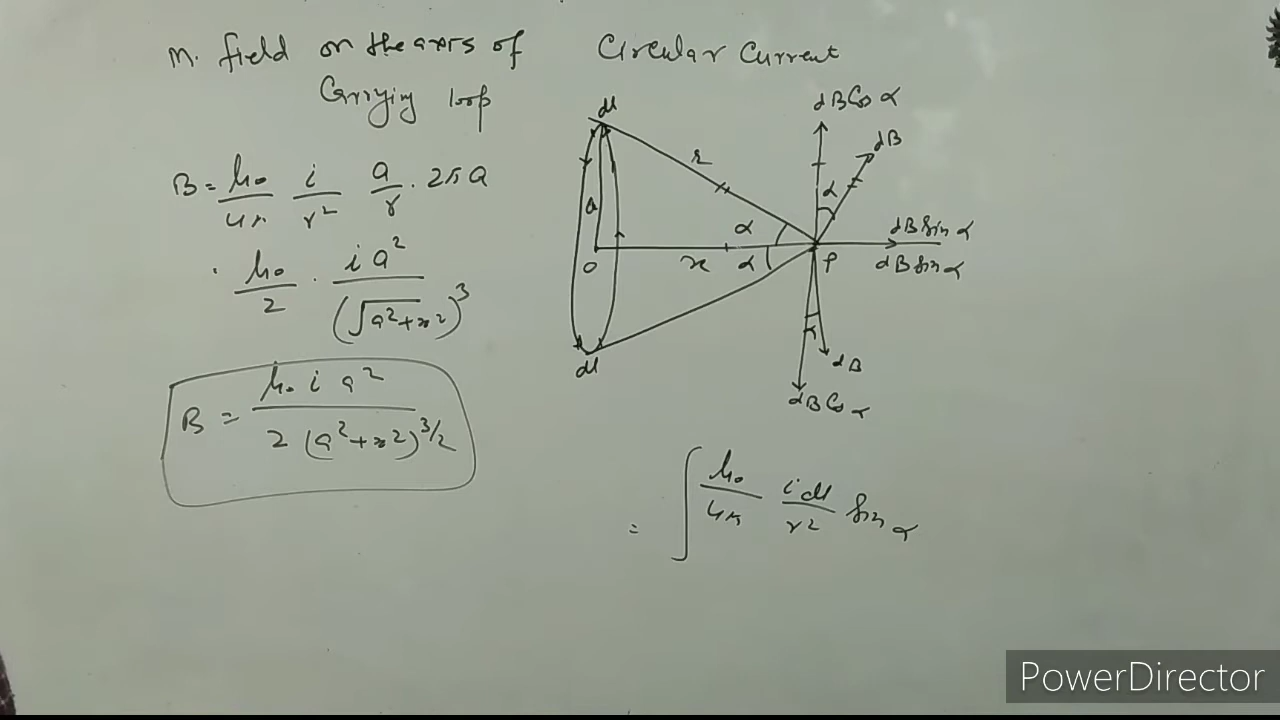 M. field on the axis of Circular Current
Carrying loop
B = μ₀/4π i/r² a/r . 2πa
μ₀/2 . i a²/(√a²+x²)³
B = μ₀ i a²/2 (a²+x²)^3/2
dl
r
a
O
x
α
α
P
dl
dB Cos α
dB
α
dB Sin α
dB Sin α
α
dB
dB Cos α
= ∫ μ₀/4π i dl/r² Sin α
PowerDirector